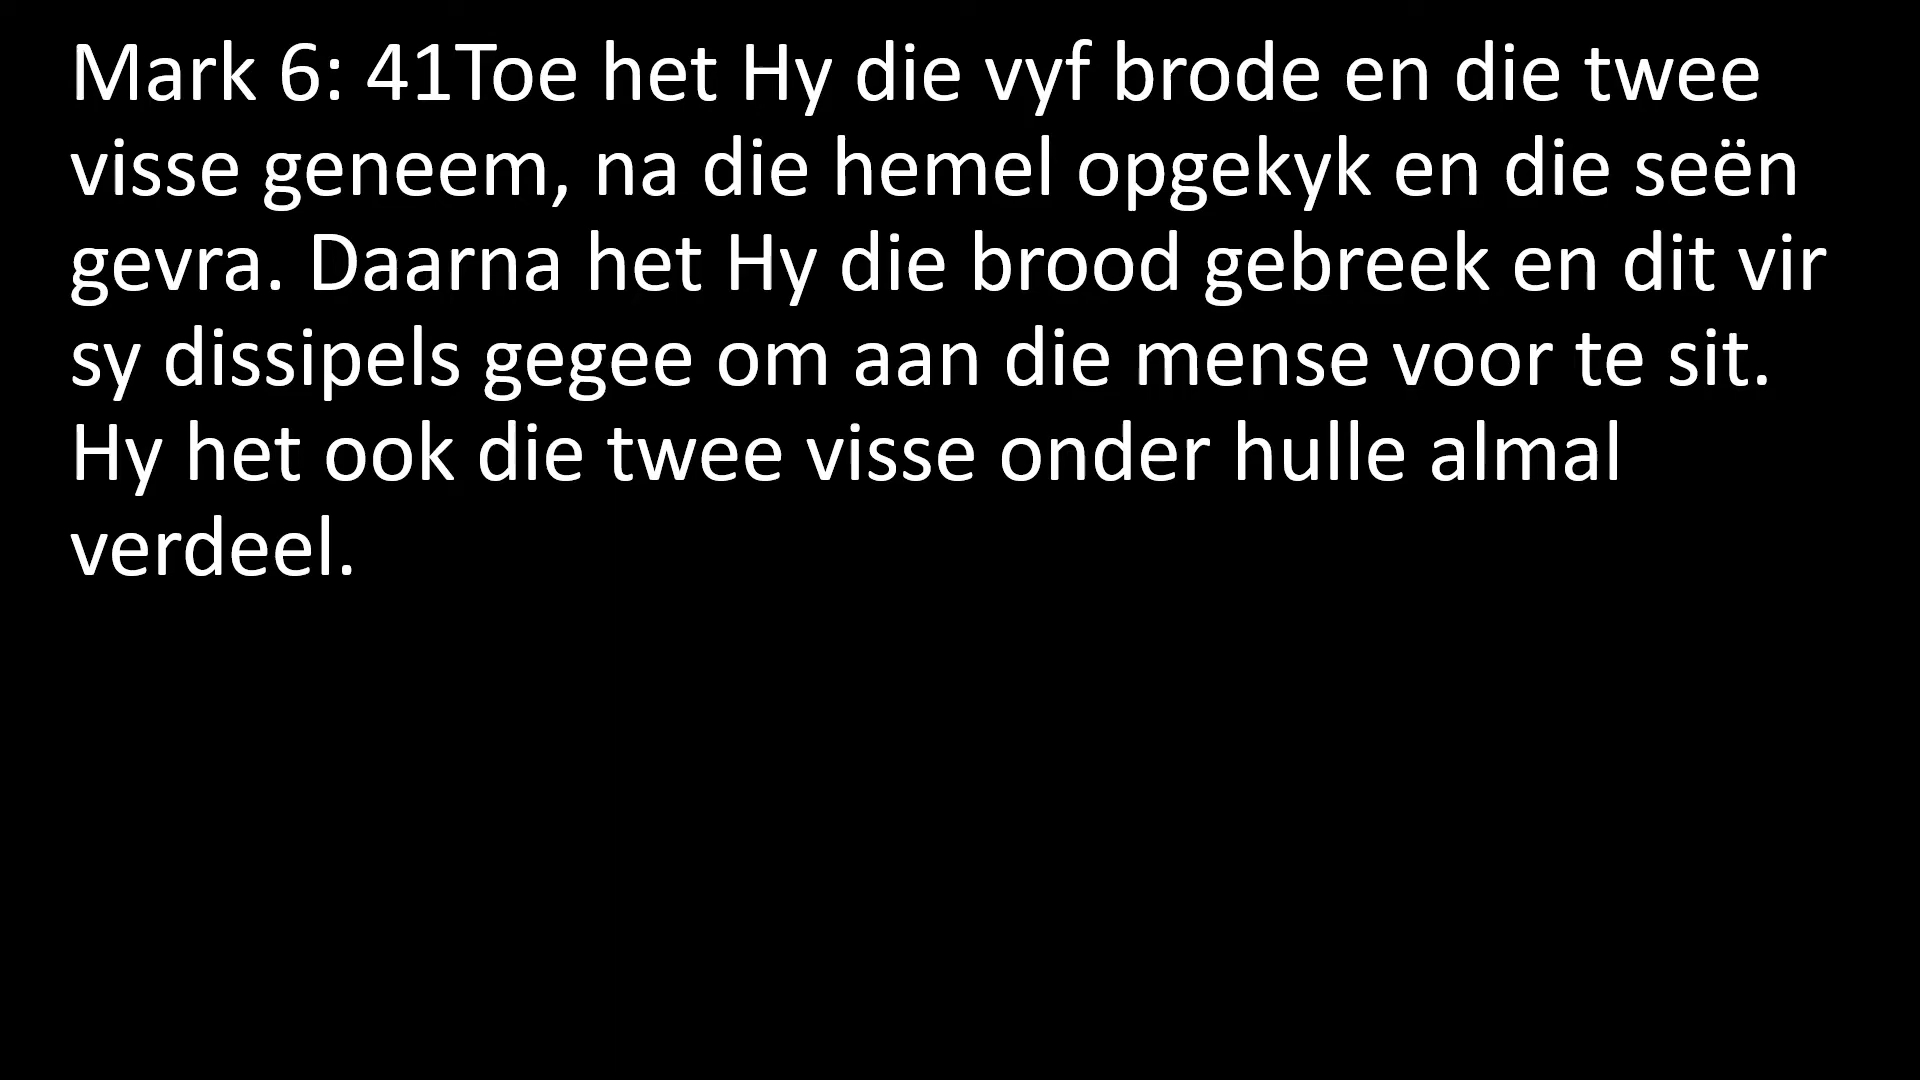 Mark 6: 41Toe het Hy die vyf brode en die twee
visse geneem, na die hemel opgekyk en die seën
gevra. Daarna het Hy die brood gebreek en dit vir
sy dissipels gegee om aan die mense voor te sit.
Hy het ook die twee visse onder hulle almal
verdeel.